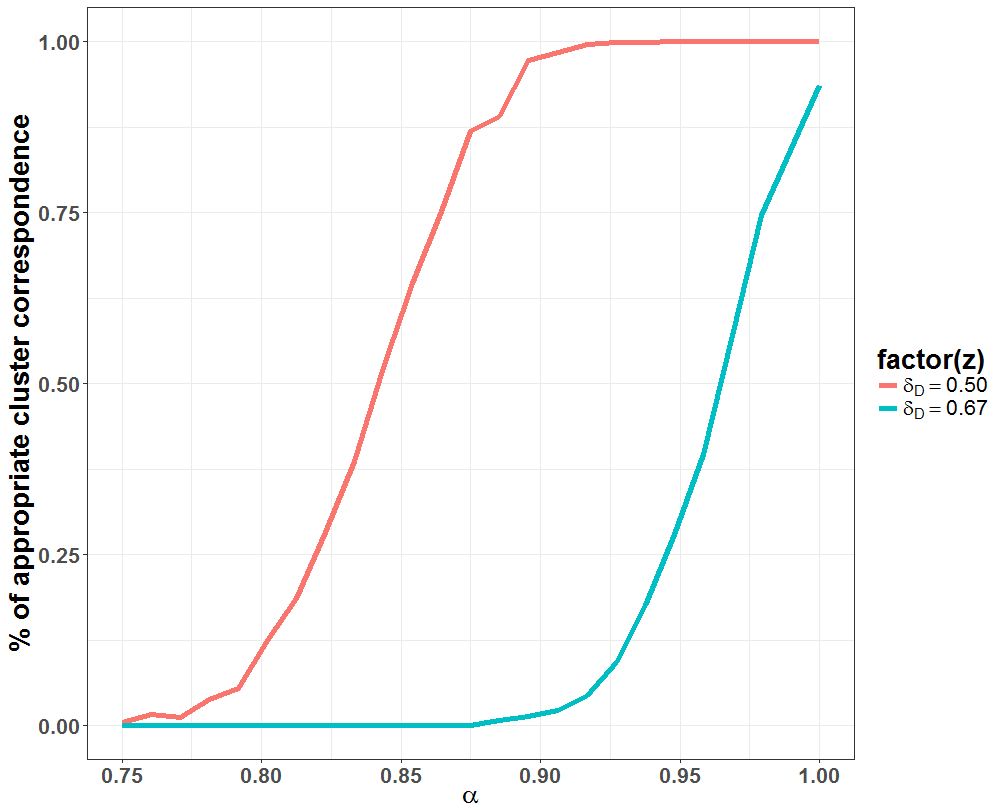 % of appropriate cluster correspondence
1.00
0.75
0.50
0.25
0.00
0.75 0.80 0.85 0.90 0.95 1.00
α
factor(z)
δD = 0.50
δD = 0.67